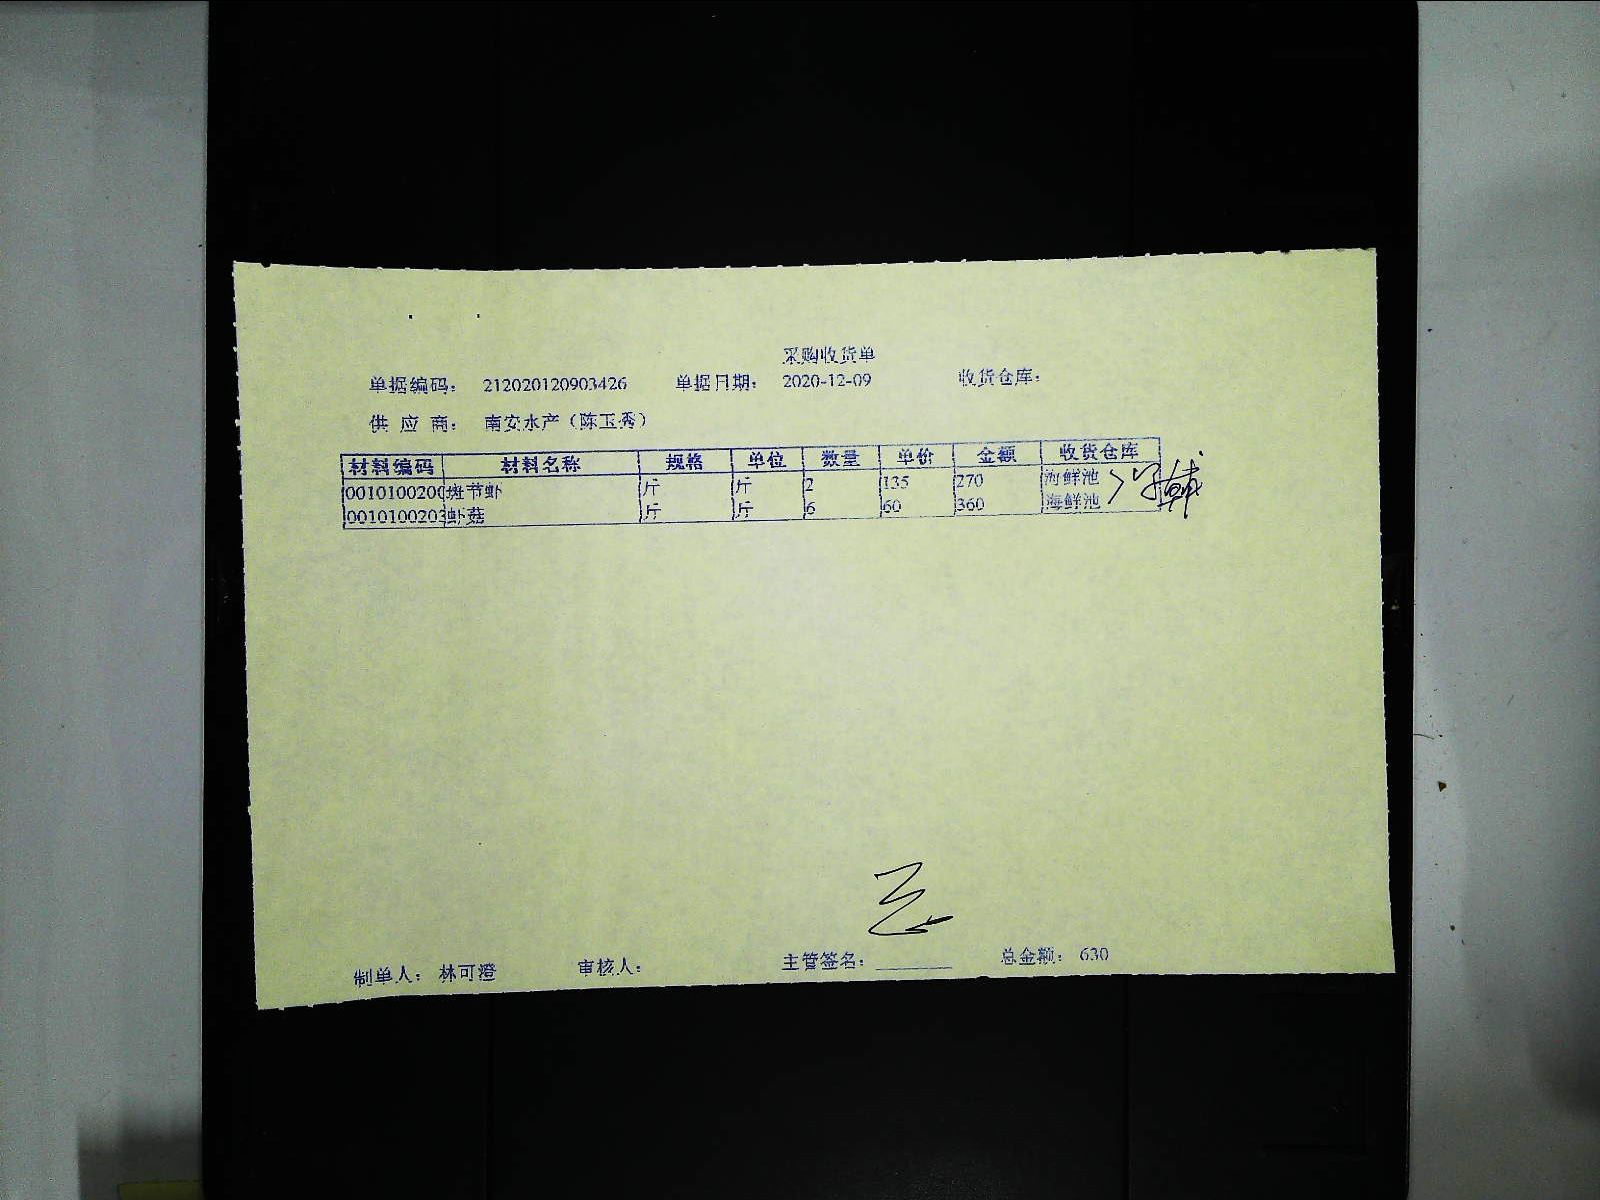 采购收货单
单据编码： 212020120903426 单据日期： 2020-12-09 收货仓库：
供 应 商： 南安水产（陈玉秀）
材料编码 材料名称 规格 单位 数量 单价 金额 收货仓库
0010100200 斑节虾 斤 斤 2 135 270 海鲜池
0010100203 虾菇 斤 斤 6 60 360 海鲜池
制单人： 林可澄 审核人： 主管签名： ________ 总金额： 630